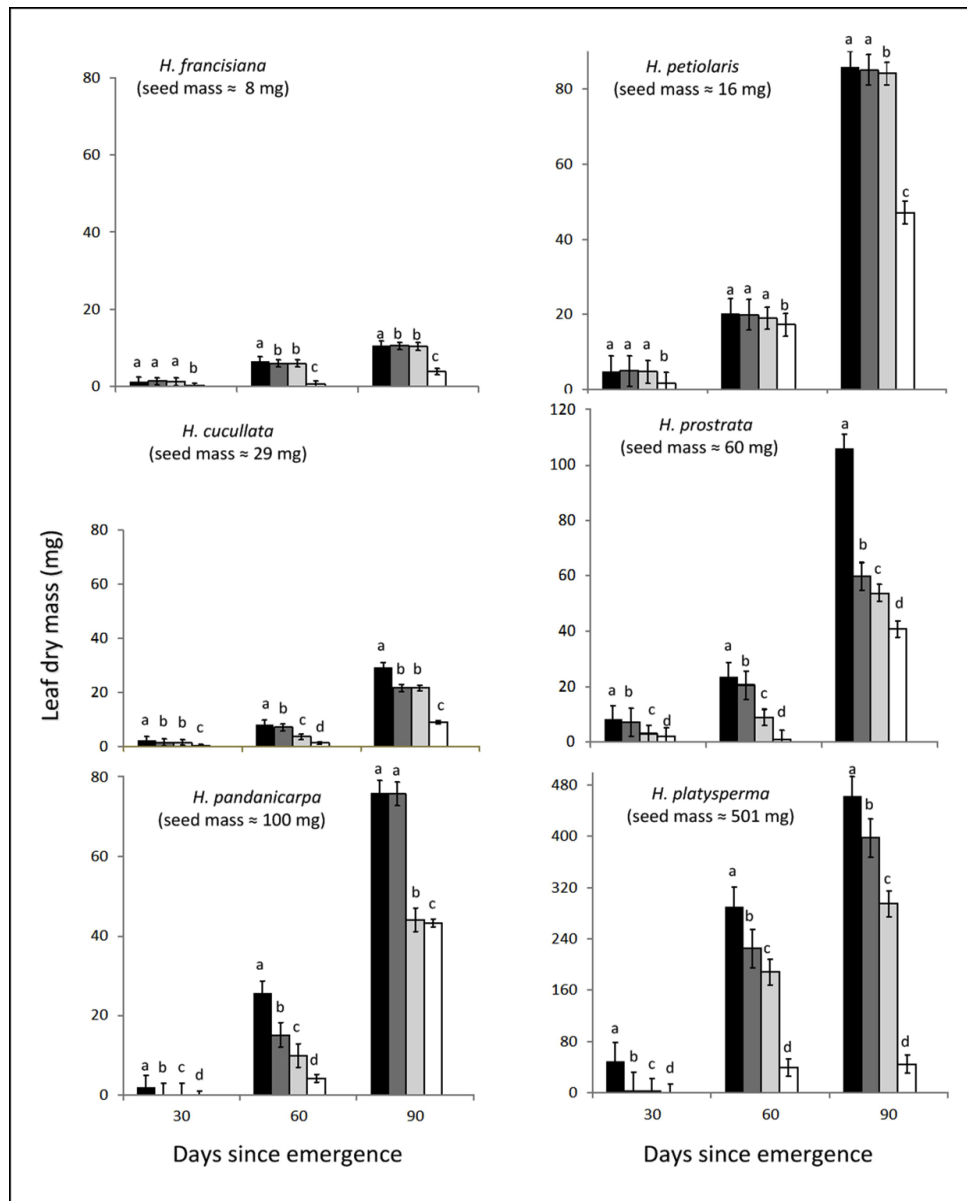 H. francisiana
(seed mass ≈ 8 mg)
80
60
40
20
0
a a a b
a b b c
a b b c
H. petiolaris
(seed mass ≈ 16 mg)
80
60
40
20
0
a a a b
a a a b
a a b c
H. cucullata
(seed mass ≈ 29 mg)
80
60
40
20
0
a b b c
a b c d
a b b c
H. prostrata
(seed mass ≈ 60 mg)
120
100
80
60
40
20
0
a b c d
a b c d
a b c d
Leaf dry mass (mg)
H. pandanicarpa
(seed mass ≈ 100 mg)
80
60
40
20
0
a b c d
a b c d
a a b c
30 60 90
Days since emergence
H. platysperma
(seed mass ≈ 501 mg)
480
400
320
240
160
80
0
a b c d
a b c d
a b c d
30 60 90
Days since emergence